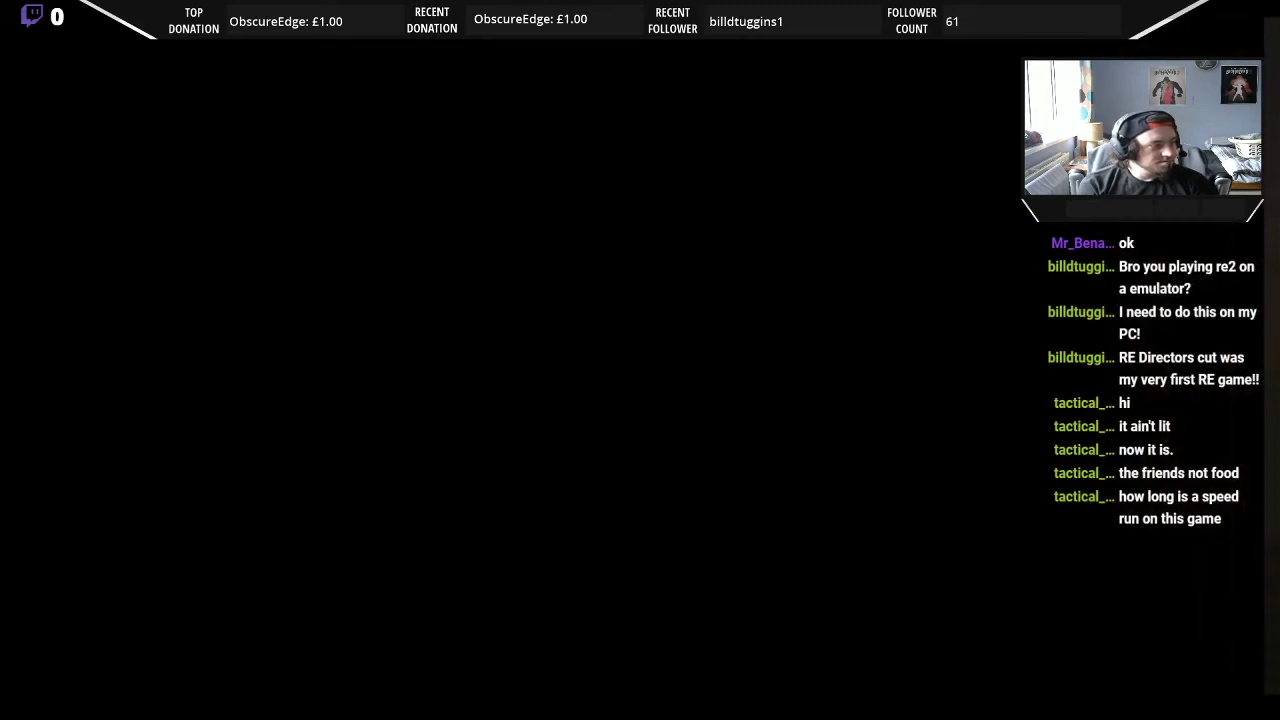 0
TOP
DONATION
ObscureEdge: £1.00
RECENT
DONATION
ObscureEdge: £1.00
RECENT
FOLLOWER
billdtuggins1
FOLLOWER
COUNT
61
Mr_Bena... ok
billdtuggi... Bro you playing re2 on
a emulator?
billdtuggi... I need to do this on my
PC!
billdtuggi... RE Directors cut was
my very first RE game!!
tactical_... hi
tactical_... it ain't lit
tactical_... now it is.
tactical_... the friends not food
tactical_... how long is a speed
run on this game